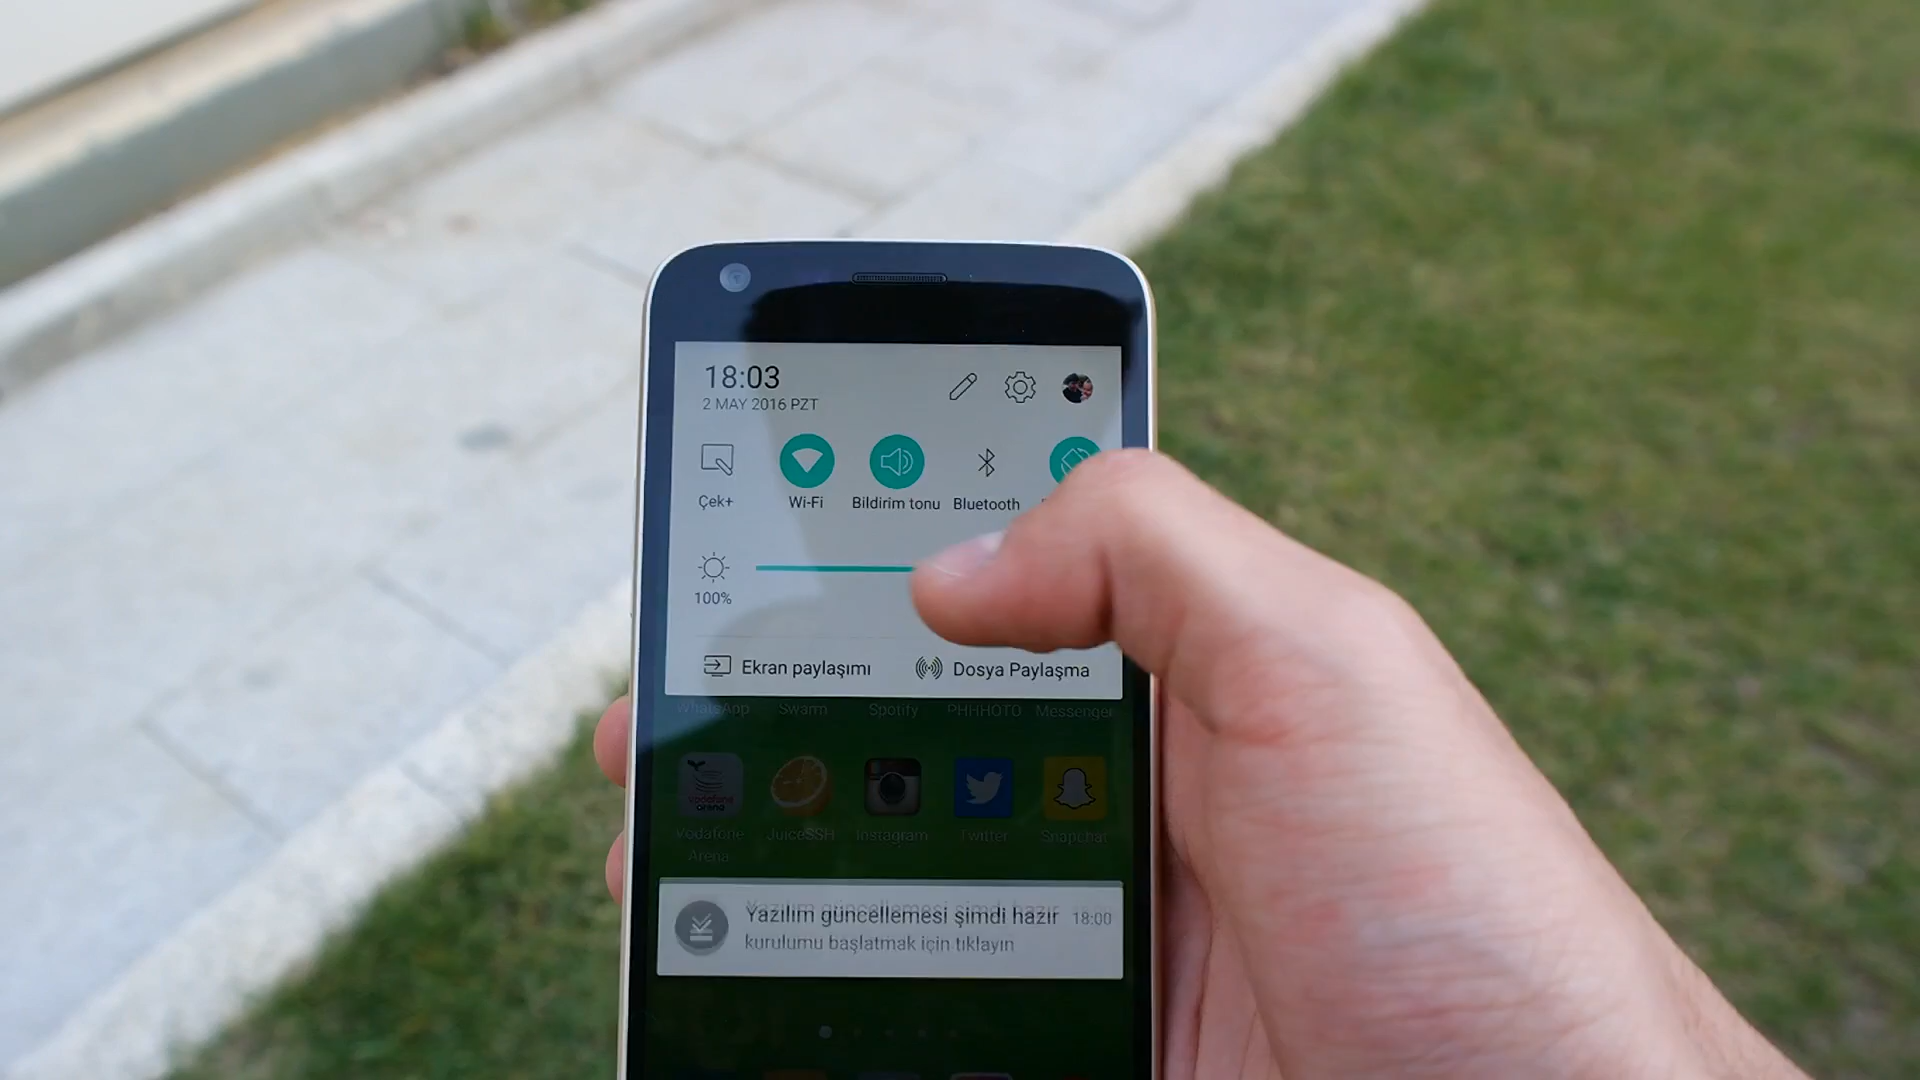 18:03
2 MAY 2016 PZT
Çek+
Wi-Fi
Bildirim tonu
Bluetooth
100%
Ekran paylaşımı
Dosya Paylaşma
WhatsApp
Swarm
Spotify
PHHHOTO
Messenger
vodafone
arena
Vodafone
Arena
JuiceSSH
Instagram
Twitter
Snapchat
Yazılım güncellemesi şimdi hazır
18:00
kurulumu başlatmak için tıklayın